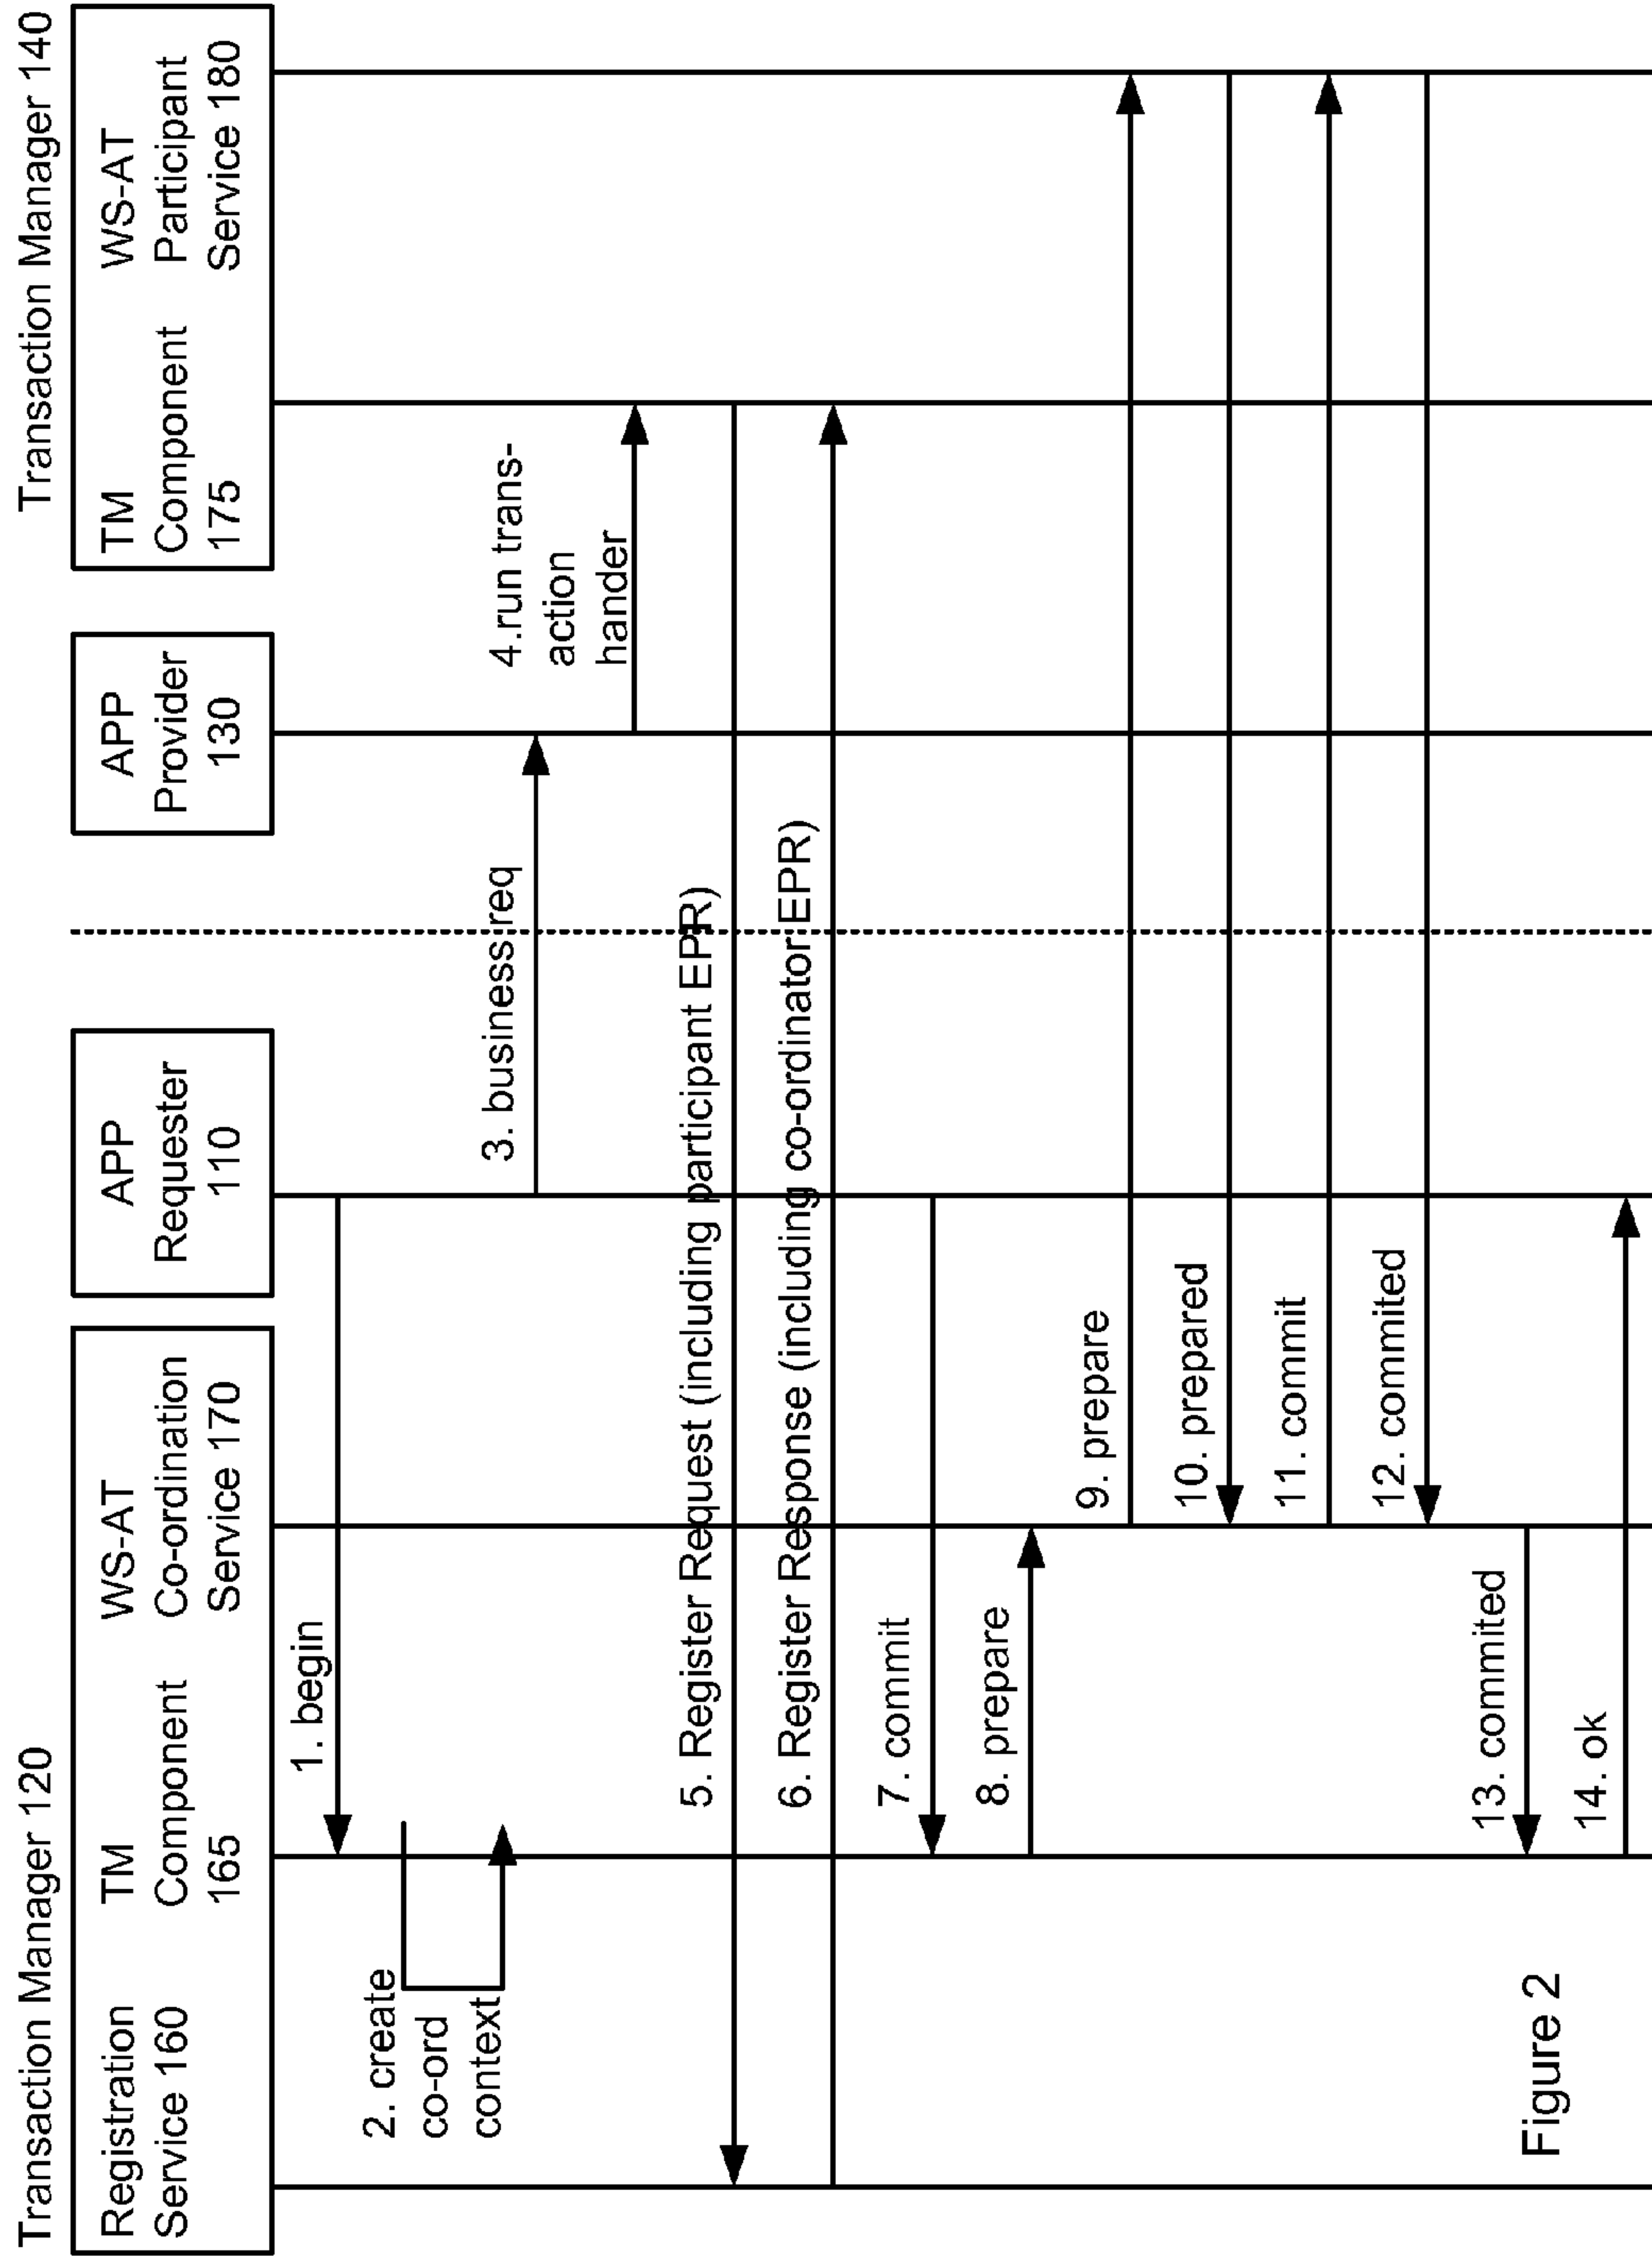 Transaction Manager 120
Transaction Manager 140
Registration
Service 160
TM
Component
165
WS-AT
Co-ordination
Service 170
APP
Requester
110
APP
Provider
130
TM
Component
175
WS-AT
Participant
Service 180
1. begin
2. create
co-ord
context
3. business req
4.run trans-
action
hander
5. Register Request (including participant EPR)
6. Register Response (including co-ordinator EPR)
7. commit
8. prepare
9. prepare
10. prepared
11. commit
12. commited
13. commited
14. ok
Figure 2